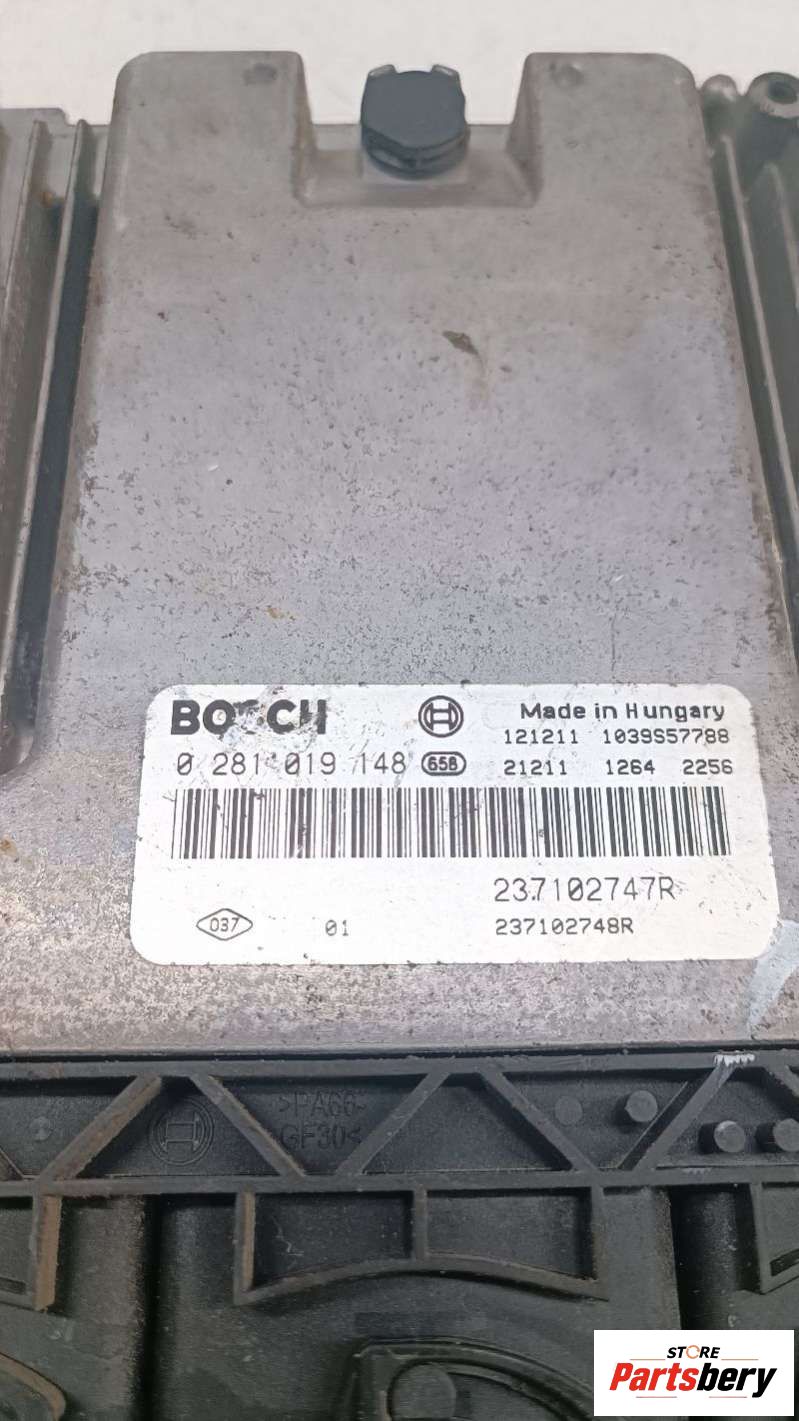 BOSCH
Made in Hungary
121211 1039S57788
0 281 019 148 656 21211 1264 2256
237102747R
037 01 237102748R
>PA66>
GF30<
STORE
Partsbery